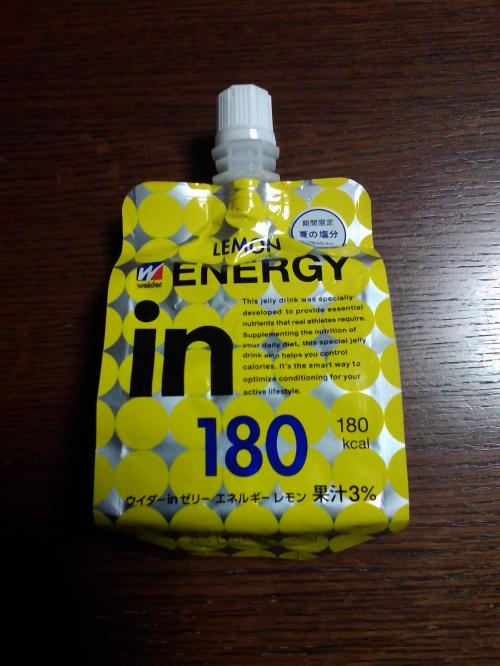 期間限定
夏の塩分
LEMON
weider
ENERGY
in
This jelly drink was specially
developed to provide essential
nutrients that real athletes require.
Supplementing the nutrition of
your daily diet, this special jelly
drink also helps you control
calories. It's the smart way to
optimize conditioning for your
active lifestyle.
180
180
kcal
ウイダーinゼリー エネルギー レモン 果汁3%